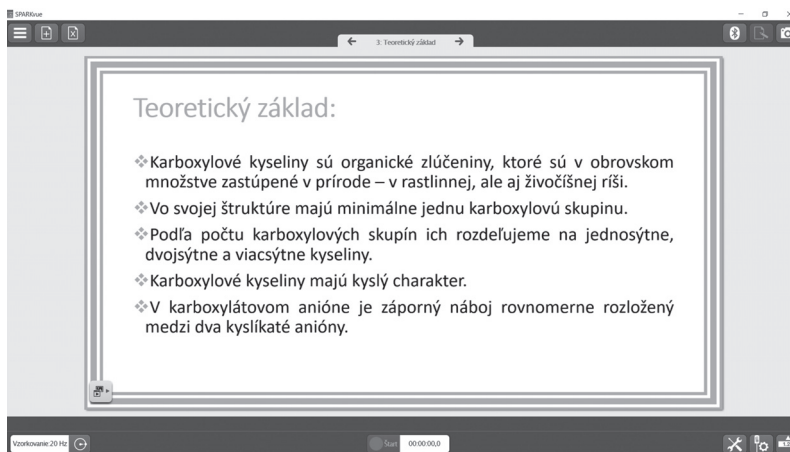 SPARKvue
3. Teoretický základ
Teoretický základ:
Karboxylové kyseliny sú organické zlúčeniny, ktoré sú v obrovskom
množstve zastúpené v prírode – v rastlinnej, ale aj živočíšnej ríši.
Vo svojej štruktúre majú minimálne jednu karboxylovú skupinu.
Podľa počtu karboxylových skupín ich rozdeľujeme na jednosýtne,
dvojsýtne a viacsýtne kyseliny.
Karboxylové kyseliny majú kyslý charakter.
V karboxylátovom anióne je záporný náboj rovnomerne rozložený
medzi dva kyslíkaté anióny.
Vzorkovanie:20 Hz
Štart
00:00:00,0